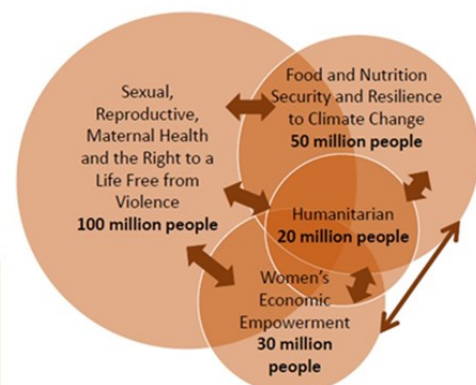 Sexual,
Reproductive,
Maternal Health
and the Right to a
Life Free from
Violence
100 million people
Food and Nutrition
Security and Resilience
to Climate Change
50 million people
Humanitarian
20 million people
Women's
Economic
Empowerment
30 million
people